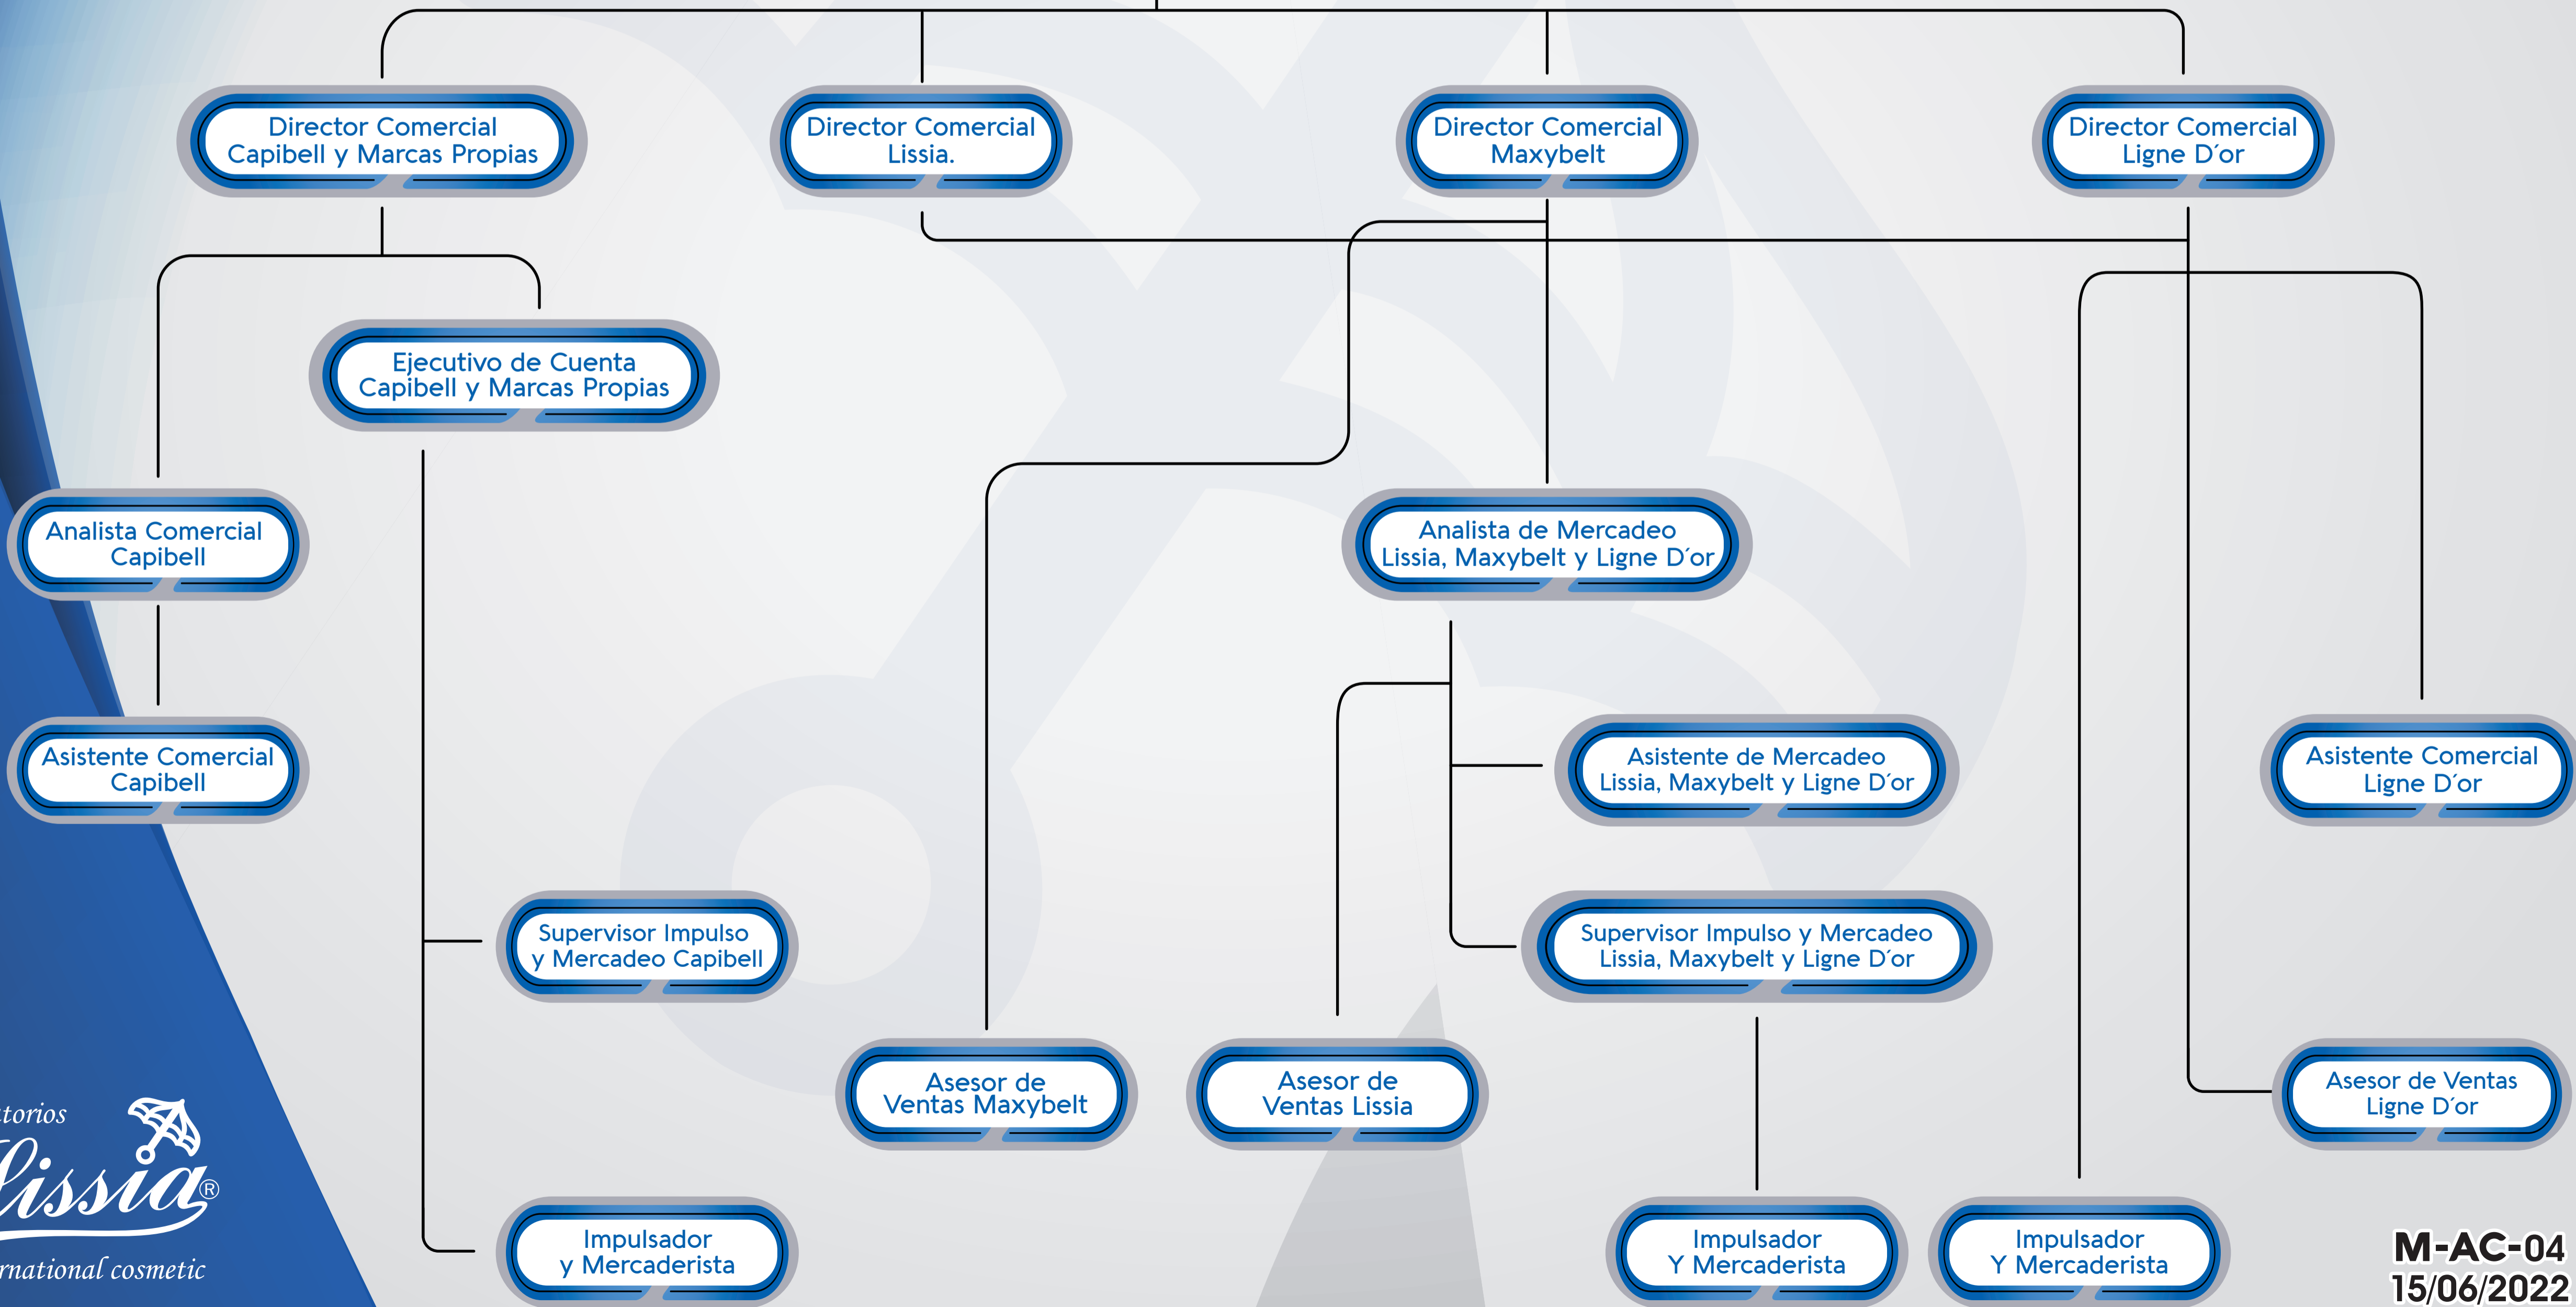 Director Comercial
Capibell y Marcas Propias
Director Comercial
Lissia.
Director Comercial
Maxybelt
Director Comercial
Ligne D´or
Ejecutivo de Cuenta
Capibell y Marcas Propias
Analista Comercial
Capibell
Analista de Mercadeo
Lissia, Maxybelt y Ligne D´or
Asistente Comercial
Capibell
Asistente de Mercadeo
Lissia, Maxybelt y Ligne D´or
Asistente Comercial
Ligne D´or
Supervisor Impulso
y Mercadeo Capibell
Supervisor Impulso y Mercadeo
Lissia, Maxybelt y Ligne D´or
Asesor de
Ventas Maxybelt
Asesor de
Ventas Lissia
Asesor de Ventas
Ligne D´or
Impulsador
y Mercaderista
Impulsador
Y Mercaderista
Impulsador
Y Mercaderista
atorios
Lissia®
rnational cosmetic
M-AC-04
15/06/2022